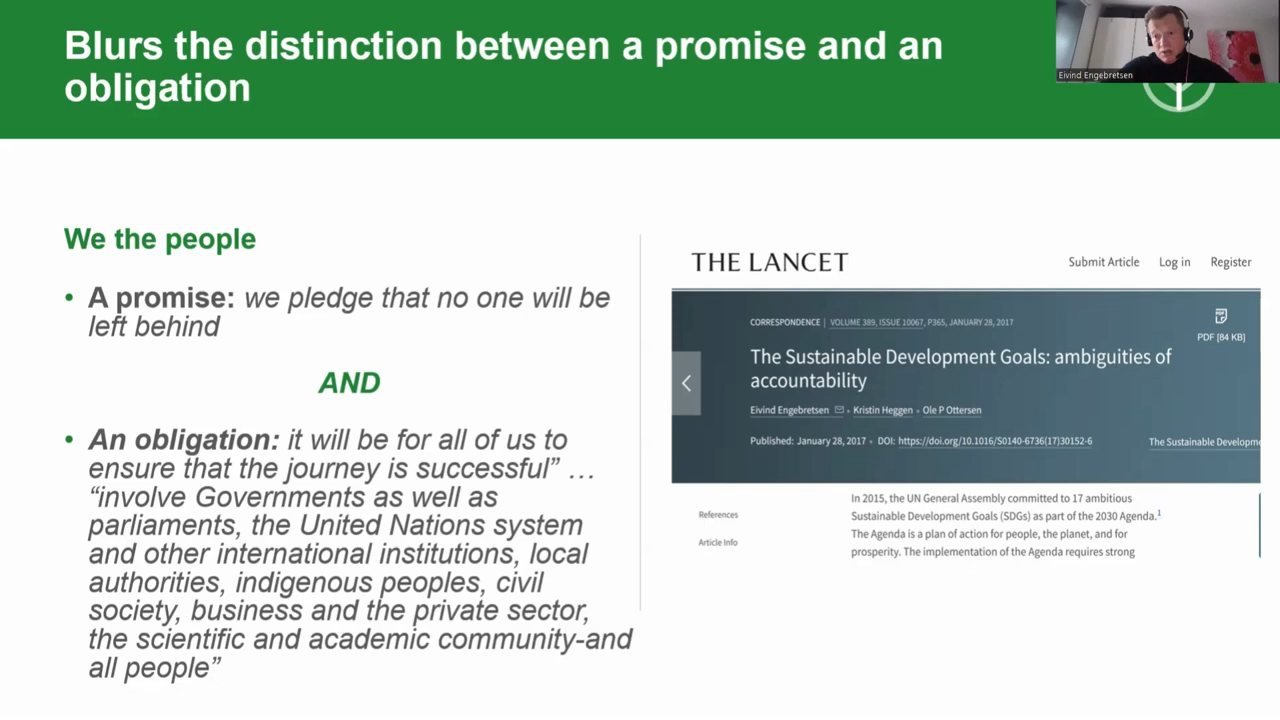 Blurs the distinction between a promise and an
obligation
Eivind Engebretsen
We the people
• A promise: we pledge that no one will be
left behind
AND
• An obligation: it will be for all of us to
ensure that the journey is successful” …
“involve Governments as well as
parliaments, the United Nations system
and other international institutions, local
authorities, indigenous peoples, civil
society, business and the private sector,
the scientific and academic community-and
all people”
THE LANCET
Submit Article Log in Register
CORRESPONDENCE | VOLUME 389, ISSUE 10067, P365, JANUARY 28, 2017
PDF [84 KB]
The Sustainable Development Goals: ambiguities of
accountability
Eivind Engebretsen • Kristin Heggen • Ole P Ottersen
Published: January 28, 2017 • DOI: https://doi.org/10.1016/S0140-6736(17)30152-6
The Sustainable Developme
In 2015, the UN General Assembly committed to 17 ambitious
Sustainable Development Goals (SDGs) as part of the 2030 Agenda.1
The Agenda is a plan of action for people, the planet, and for
prosperity. The implementation of the Agenda requires strong
References
Article Info